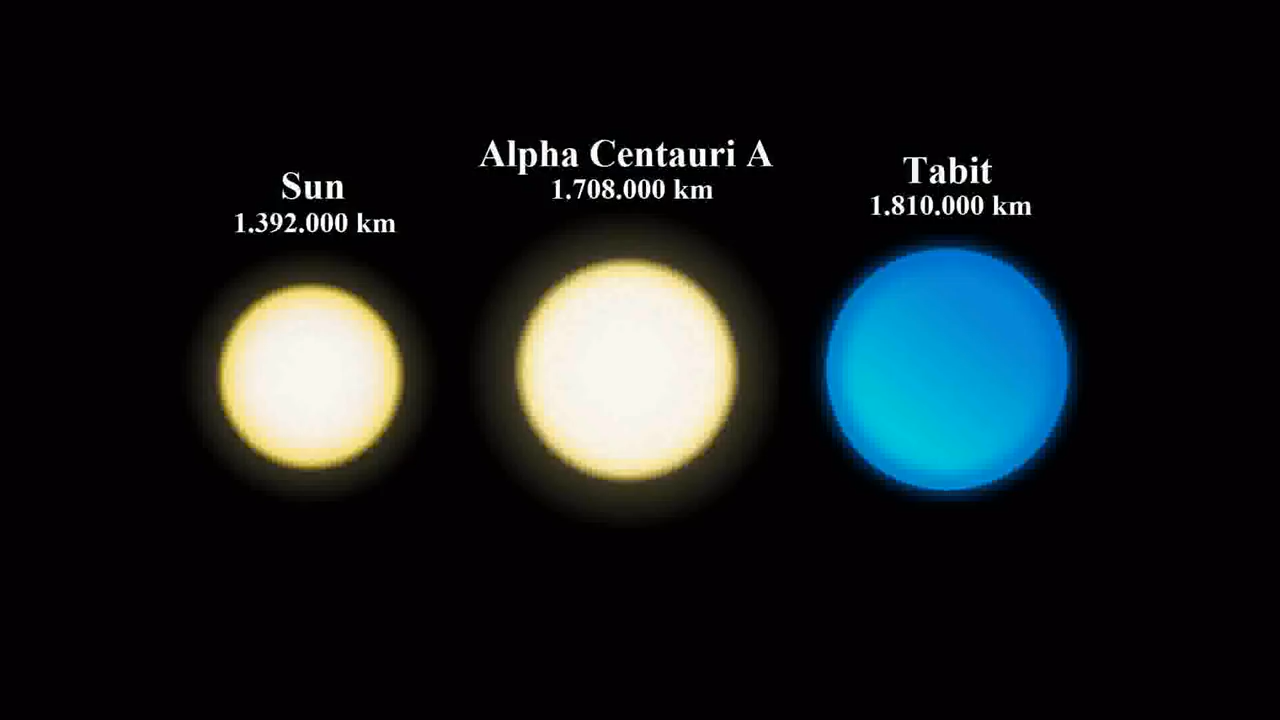 Sun
1.392.000 km
Alpha Centauri A
1.708.000 km
Tabit
1.810.000 km